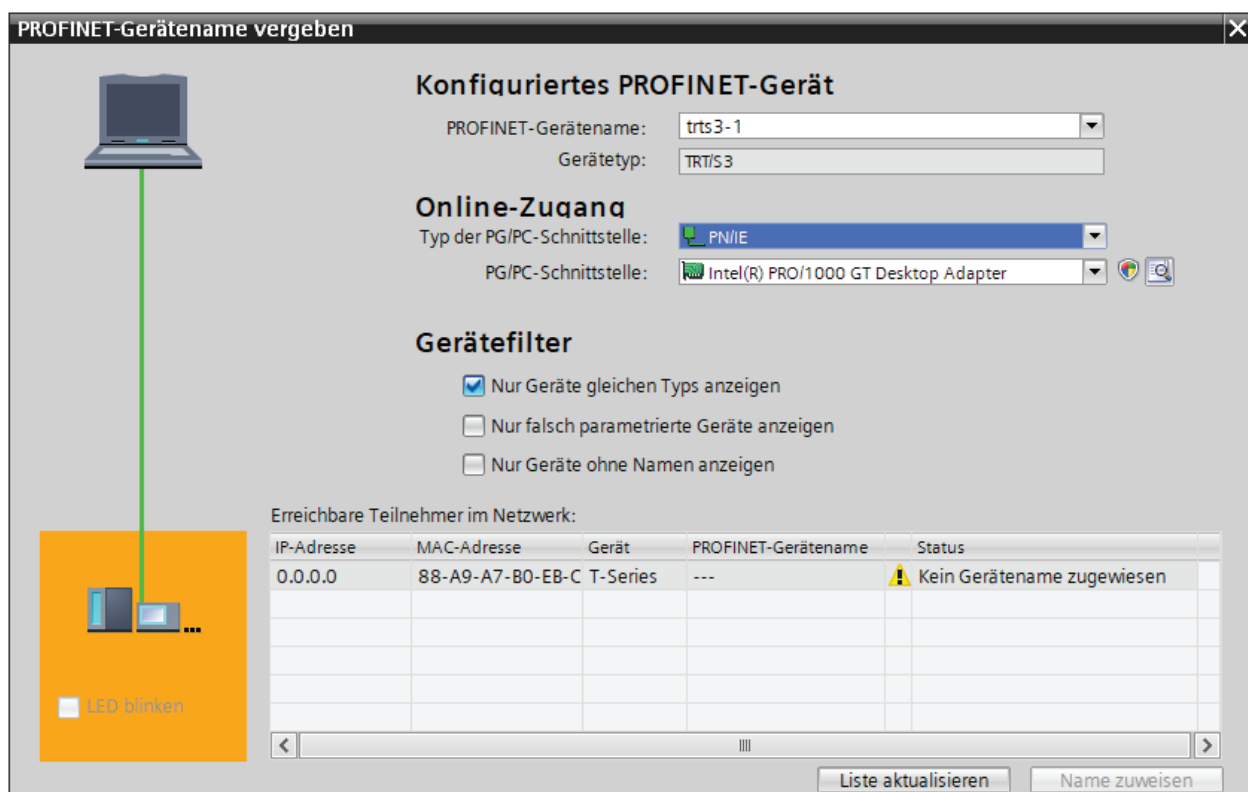 PROFINET-Gerätename vergeben
Konfiguriertes PROFINET-Gerät
PROFINET-Gerätename: trts3-1
Gerätetyp: TRT/S3
Online-Zugang
Typ der PG/PC-Schnittstelle: PN/IE
PG/PC-Schnittstelle: Intel(R) PRO/1000 GT Desktop Adapter
Gerätefilter
Nur Geräte gleichen Typs anzeigen
Nur falsch parametrierte Geräte anzeigen
Nur Geräte ohne Namen anzeigen
Erreichbare Teilnehmer im Netzwerk:
IP-Adresse MAC-Adresse Gerät PROFINET-Gerätename Status
0.0.0.0 88-A9-A7-B0-EB-C T-Series --- Kein Gerätename zugewiesen
LED blinken
Liste aktualisieren Name zuweisen